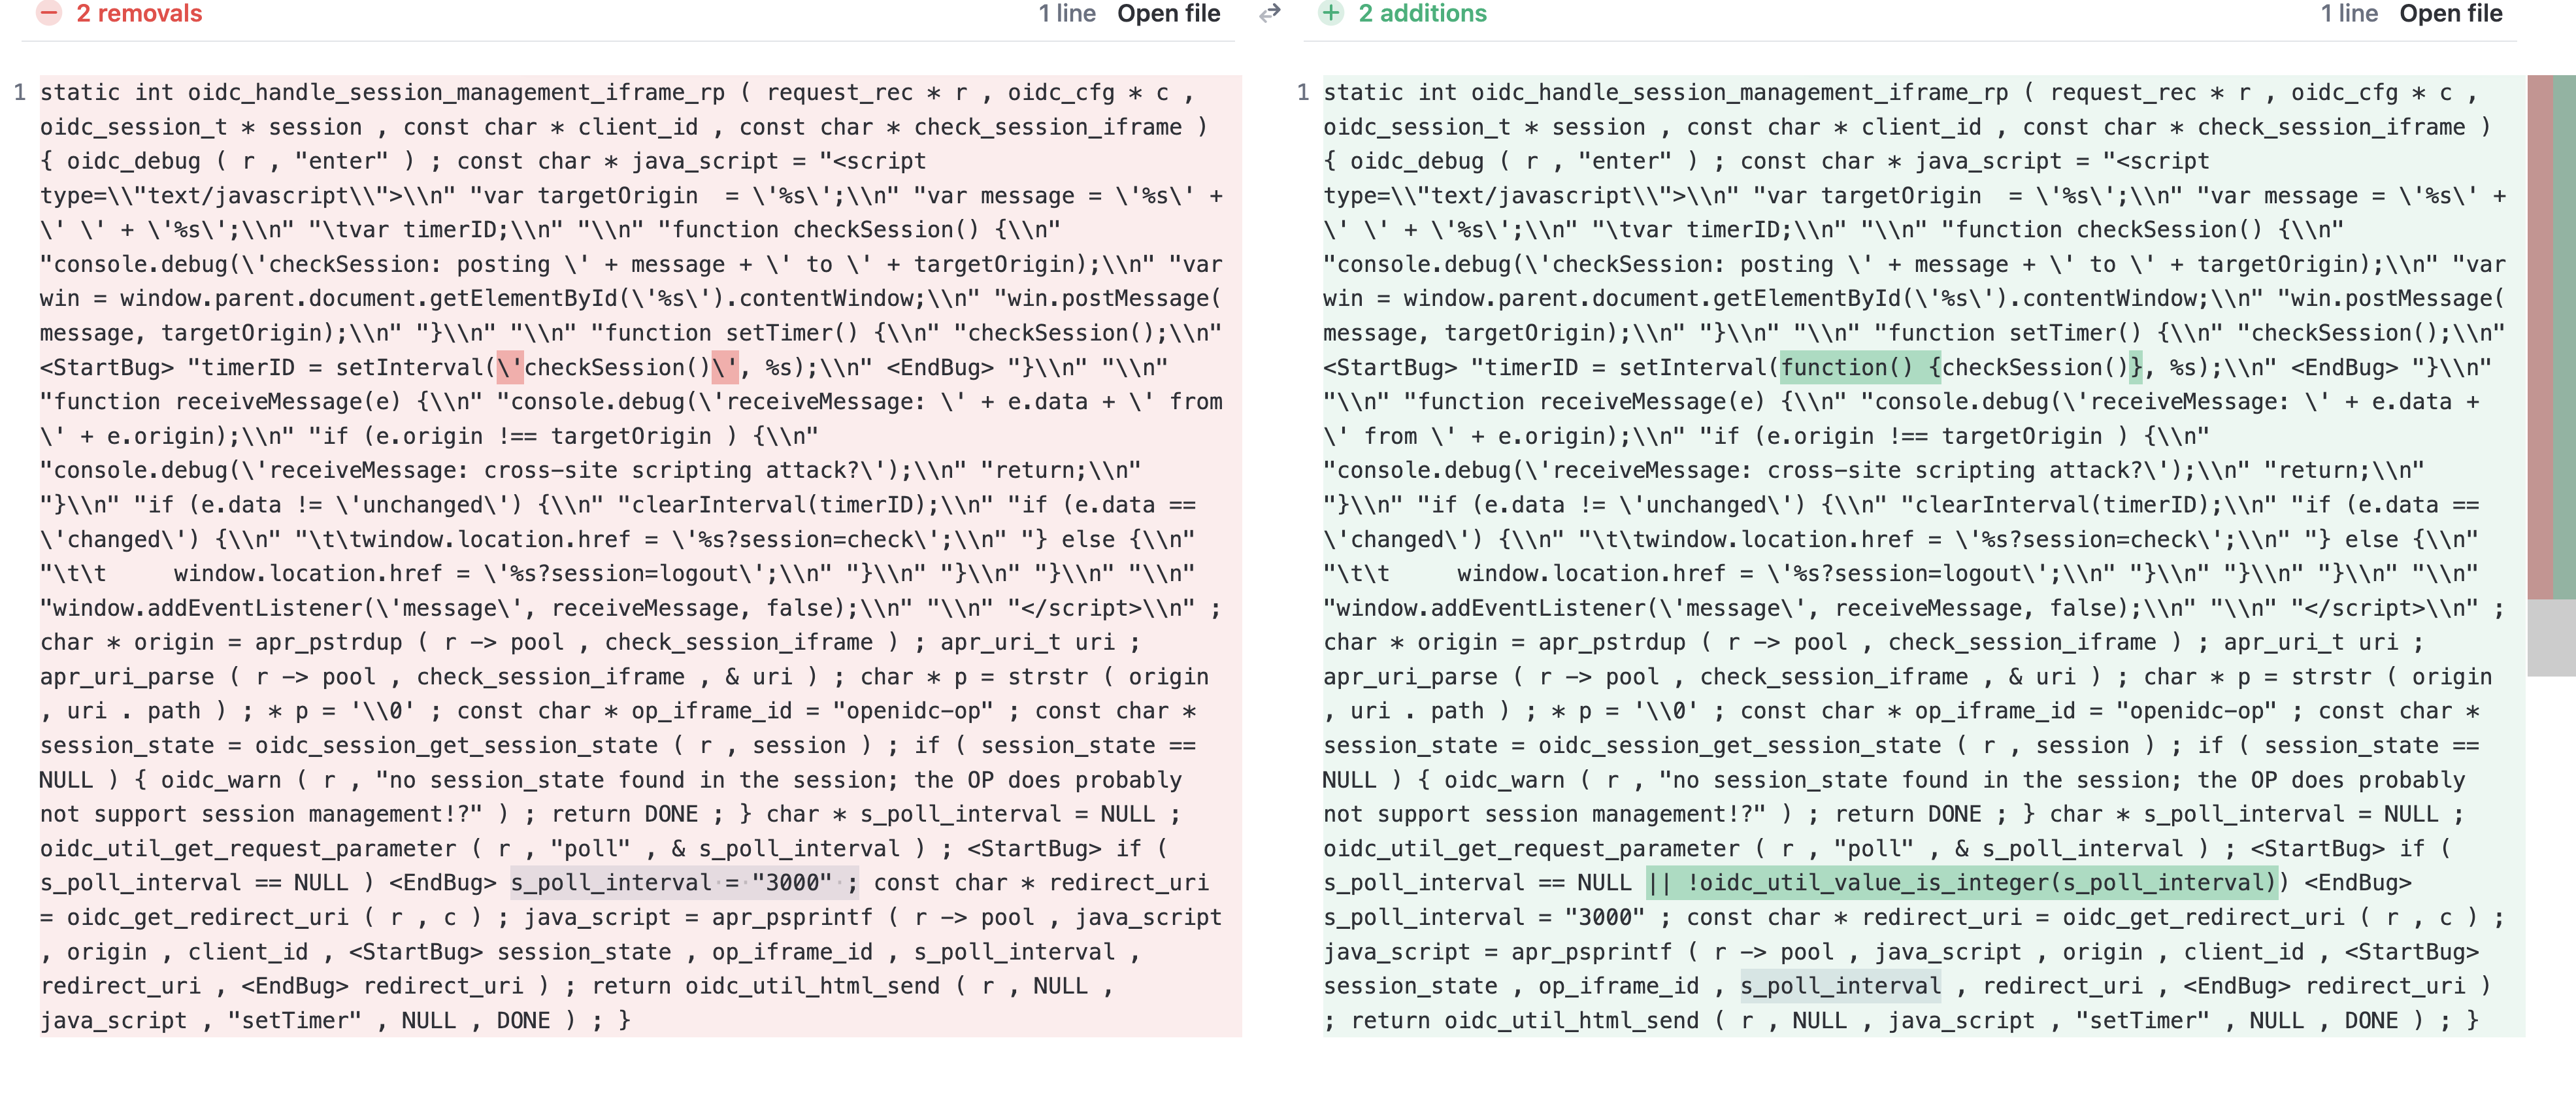 2 removals
1 line Open file
1
static int oidc_handle_session_management_iframe_rp ( request_rec * r , oidc_cfg * c ,
oidc_session_t * session , const char * client_id , const char * check_session_iframe )
{ oidc_debug ( r , "enter" ) ; const char * java_script = "<script
type=\\"text/javascript\\">\\n" "var targetOrigin  = \'%s\';\\n" "var message = \'%s\' +
\' \' + \'%s\';\\n" "\tvar timerID;\\n" "\\n" "function checkSession() {\\n"
"console.debug(\'checkSession: posting \' + message + \' to \' + targetOrigin);\\n" "var
win = window.parent.document.getElementById(\'%s\').contentWindow;\\n" "win.postMessage(
message, targetOrigin);\\n" "}\\n" "\\n" "function setTimer() {\\n" "checkSession();\\n"
<StartBug> "timerID = setInterval(\'checkSession()\', %s);\\n" <EndBug> "}\\n" "\\n"
"function receiveMessage(e) {\\n" "console.debug(\'receiveMessage: \' + e.data + \' from
\' + e.origin);\\n" "if (e.origin !== targetOrigin ) {\\n"
"console.debug(\'receiveMessage: cross-site scripting attack?\');\\n" "return;\\n"
"}\\n" "if (e.data != \'unchanged\') {\\n" "clearInterval(timerID);\\n" "if (e.data ==
\'changed\') {\\n" "\t\twindow.location.href = \'%s?session=check\';\\n" "} else {\\n"
"\t\t     window.location.href = \'%s?session=logout\';\\n" "}\\n" "}\\n" "}\\n" "\\n"
"window.addEventListener(\'message\', receiveMessage, false);\\n" "\\n" "</script>\\n" ;
char * origin = apr_pstrdup ( r -> pool , check_session_iframe ) ; apr_uri_t uri ;
apr_uri_parse ( r -> pool , check_session_iframe , & uri ) ; char * p = strstr ( origin
, uri . path ) ; * p = '\\0' ; const char * op_iframe_id = "openidc-op" ; const char *
session_state = oidc_session_get_session_state ( r , session ) ; if ( session_state ==
NULL ) { oidc_warn ( r , "no session_state found in the session; the OP does probably
not support session management!?" ) ; return DONE ; } char * s_poll_interval = NULL ;
oidc_util_get_request_parameter ( r , "poll" , & s_poll_interval ) ; <StartBug> if (
s_poll_interval == NULL ) <EndBug> s_poll_interval = "3000" ; const char * redirect_uri
= oidc_get_redirect_uri ( r , c ) ; java_script = apr_psprintf ( r -> pool , java_script
, origin , client_id , <StartBug> session_state , op_iframe_id , s_poll_interval ,
redirect_uri , <EndBug> redirect_uri ) ; return oidc_util_html_send ( r , NULL ,
java_script , "setTimer" , NULL , DONE ) ; }
2 additions
1 line Open file
1
static int oidc_handle_session_management_iframe_rp ( request_rec * r , oidc_cfg * c ,
oidc_session_t * session , const char * client_id , const char * check_session_iframe )
{ oidc_debug ( r , "enter" ) ; const char * java_script = "<script
type=\\"text/javascript\\">\\n" "var targetOrigin  = \'%s\';\\n" "var message = \'%s\' +
\' \' + \'%s\';\\n" "\tvar timerID;\\n" "\\n" "function checkSession() {\\n"
"console.debug(\'checkSession: posting \' + message + \' to \' + targetOrigin);\\n" "var
win = window.parent.document.getElementById(\'%s\').contentWindow;\\n" "win.postMessage(
message, targetOrigin);\\n" "}\\n" "\\n" "function setTimer() {\\n" "checkSession();\\n"
<StartBug> "timerID = setInterval(function() {checkSession()}, %s);\\n" <EndBug> "}\\n"
"\\n" "function receiveMessage(e) {\\n" "console.debug(\'receiveMessage: \' + e.data +
\' from \' + e.origin);\\n" "if (e.origin !== targetOrigin ) {\\n"
"console.debug(\'receiveMessage: cross-site scripting attack?\');\\n" "return;\\n"
"}\\n" "if (e.data != \'unchanged\') {\\n" "clearInterval(timerID);\\n" "if (e.data ==
\'changed\') {\\n" "\t\twindow.location.href = \'%s?session=check\';\\n" "} else {\\n"
"\t\t     window.location.href = \'%s?session=logout\';\\n" "}\\n" "}\\n" "}\\n" "\\n"
"window.addEventListener(\'message\', receiveMessage, false);\\n" "\\n" "</script>\\n" ;
char * origin = apr_pstrdup ( r -> pool , check_session_iframe ) ; apr_uri_t uri ;
apr_uri_parse ( r -> pool , check_session_iframe , & uri ) ; char * p = strstr ( origin
, uri . path ) ; * p = '\\0' ; const char * op_iframe_id = "openidc-op" ; const char *
session_state = oidc_session_get_session_state ( r , session ) ; if ( session_state ==
NULL ) { oidc_warn ( r , "no session_state found in the session; the OP does probably
not support session management!?" ) ; return DONE ; } char * s_poll_interval = NULL ;
oidc_util_get_request_parameter ( r , "poll" , & s_poll_interval ) ; <StartBug> if (
s_poll_interval == NULL || !oidc_util_value_is_integer(s_poll_interval)) <EndBug>
s_poll_interval = "3000" ; const char * redirect_uri = oidc_get_redirect_uri ( r , c ) ;
java_script = apr_psprintf ( r -> pool , java_script , origin , client_id , <StartBug>
session_state , op_iframe_id , s_poll_interval , redirect_uri , <EndBug> redirect_uri )
; return oidc_util_html_send ( r , NULL , java_script , "setTimer" , NULL , DONE ) ; }